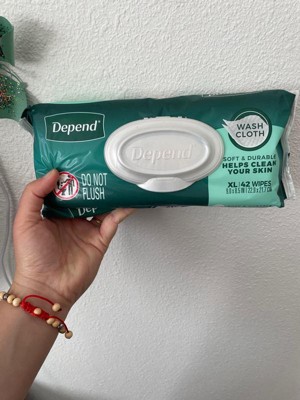 Depend®
Depend
WASH
CLOTH
SOFT & DURABLE
HELPS CLEAN
YOUR SKIN
DO NOT
FLUSH
XL | 42 WIPES